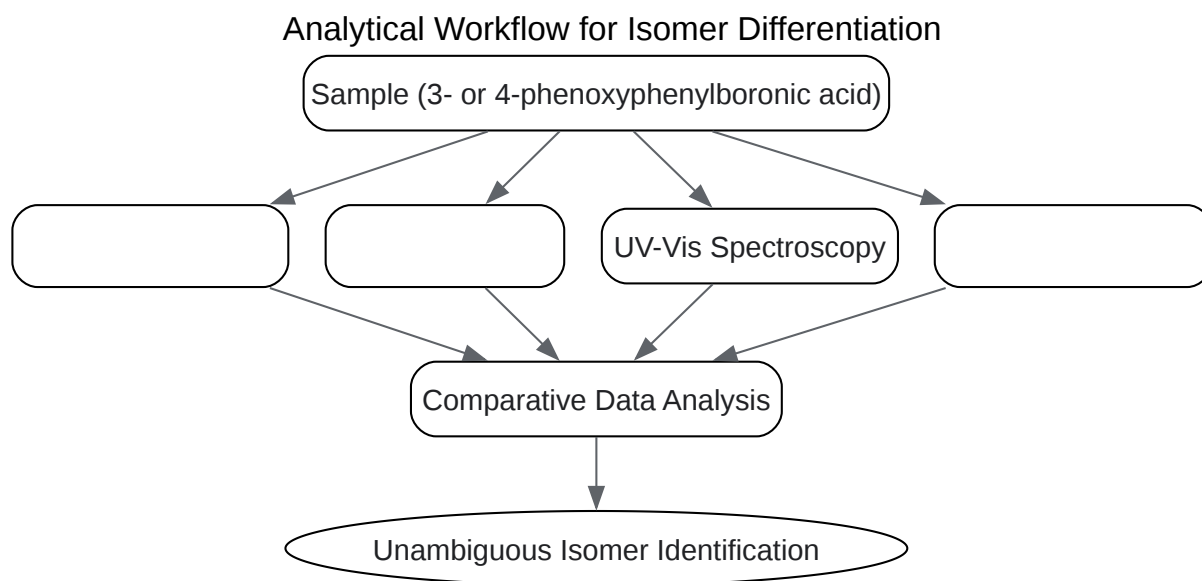 Analytical Workflow for Isomer Differentiation
Sample (3- or 4-phenoxyphenylboronic acid)
UV-Vis Spectroscopy
Comparative Data Analysis
Unambiguous Isomer Identification